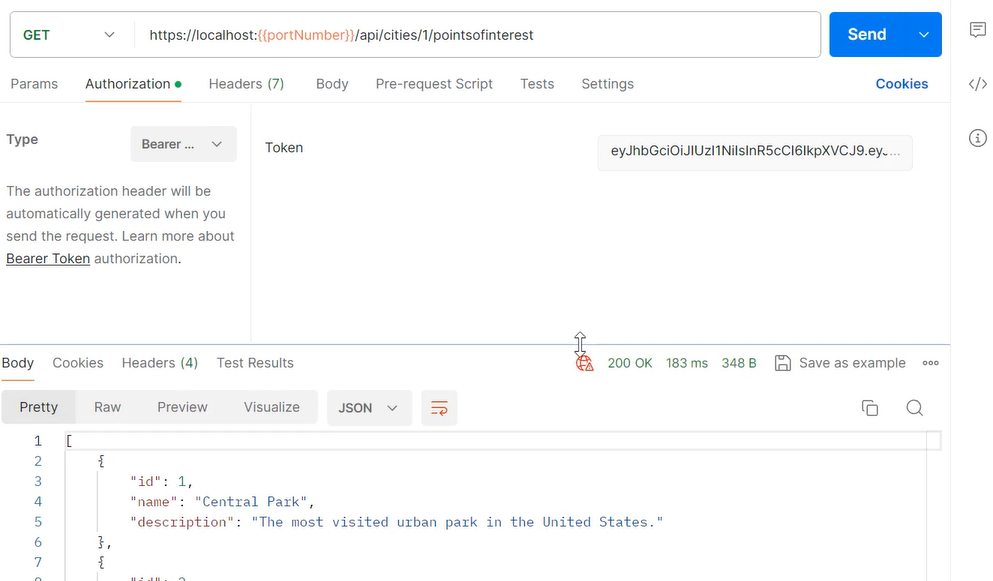 GET https://localhost:{{portNumber}}/api/cities/1/pointsofinterest Send
Params Authorization Headers (7) Body Pre-request Script Tests Settings Cookies
Type Bearer ... Token eyJhbGciOiJIUzI1NiIsInR5cCI6IkpXVCJ9.ey...
The authorization header will be
automatically generated when you
send the request. Learn more about
Bearer Token authorization.
Body Cookies Headers (4) Test Results 200 OK 183 ms 348 B Save as example
Pretty Raw Preview Visualize JSON
1 [
2 {
3 "id": 1,
4 "name": "Central Park",
5 "description": "The most visited urban park in the United States."
6 },
7 {
8 "id": 2